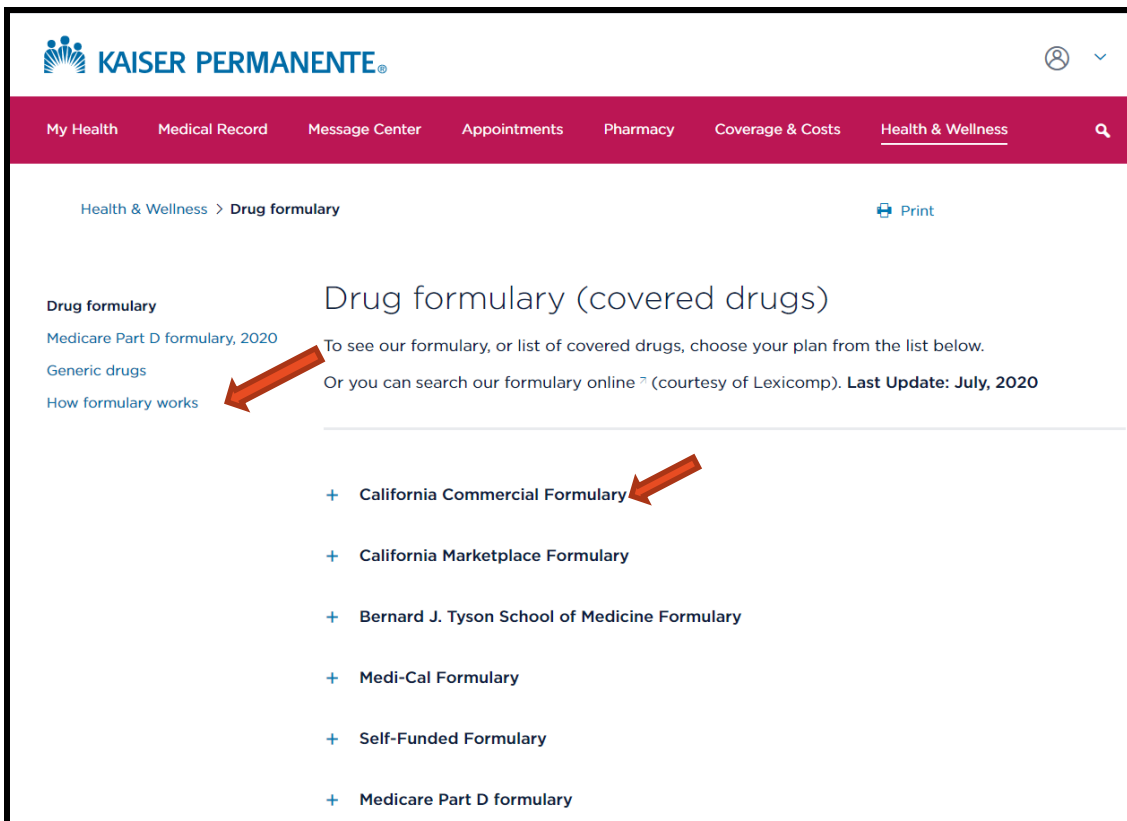 KAISER PERMANENTE®
My Health Medical Record Message Center Appointments Pharmacy Coverage & Costs Health & Wellness
Health & Wellness > Drug formulary
Print
Drug formulary
Medicare Part D formulary, 2020
Generic drugs
How formulary works
Drug formulary (covered drugs)
To see our formulary, or list of covered drugs, choose your plan from the list below.
Or you can search our formulary online (courtesy of Lexicomp). Last Update: July, 2020
+ California Commercial Formulary
+ California Marketplace Formulary
+ Bernard J. Tyson School of Medicine Formulary
+ Medi-Cal Formulary
+ Self-Funded Formulary
+ Medicare Part D formulary